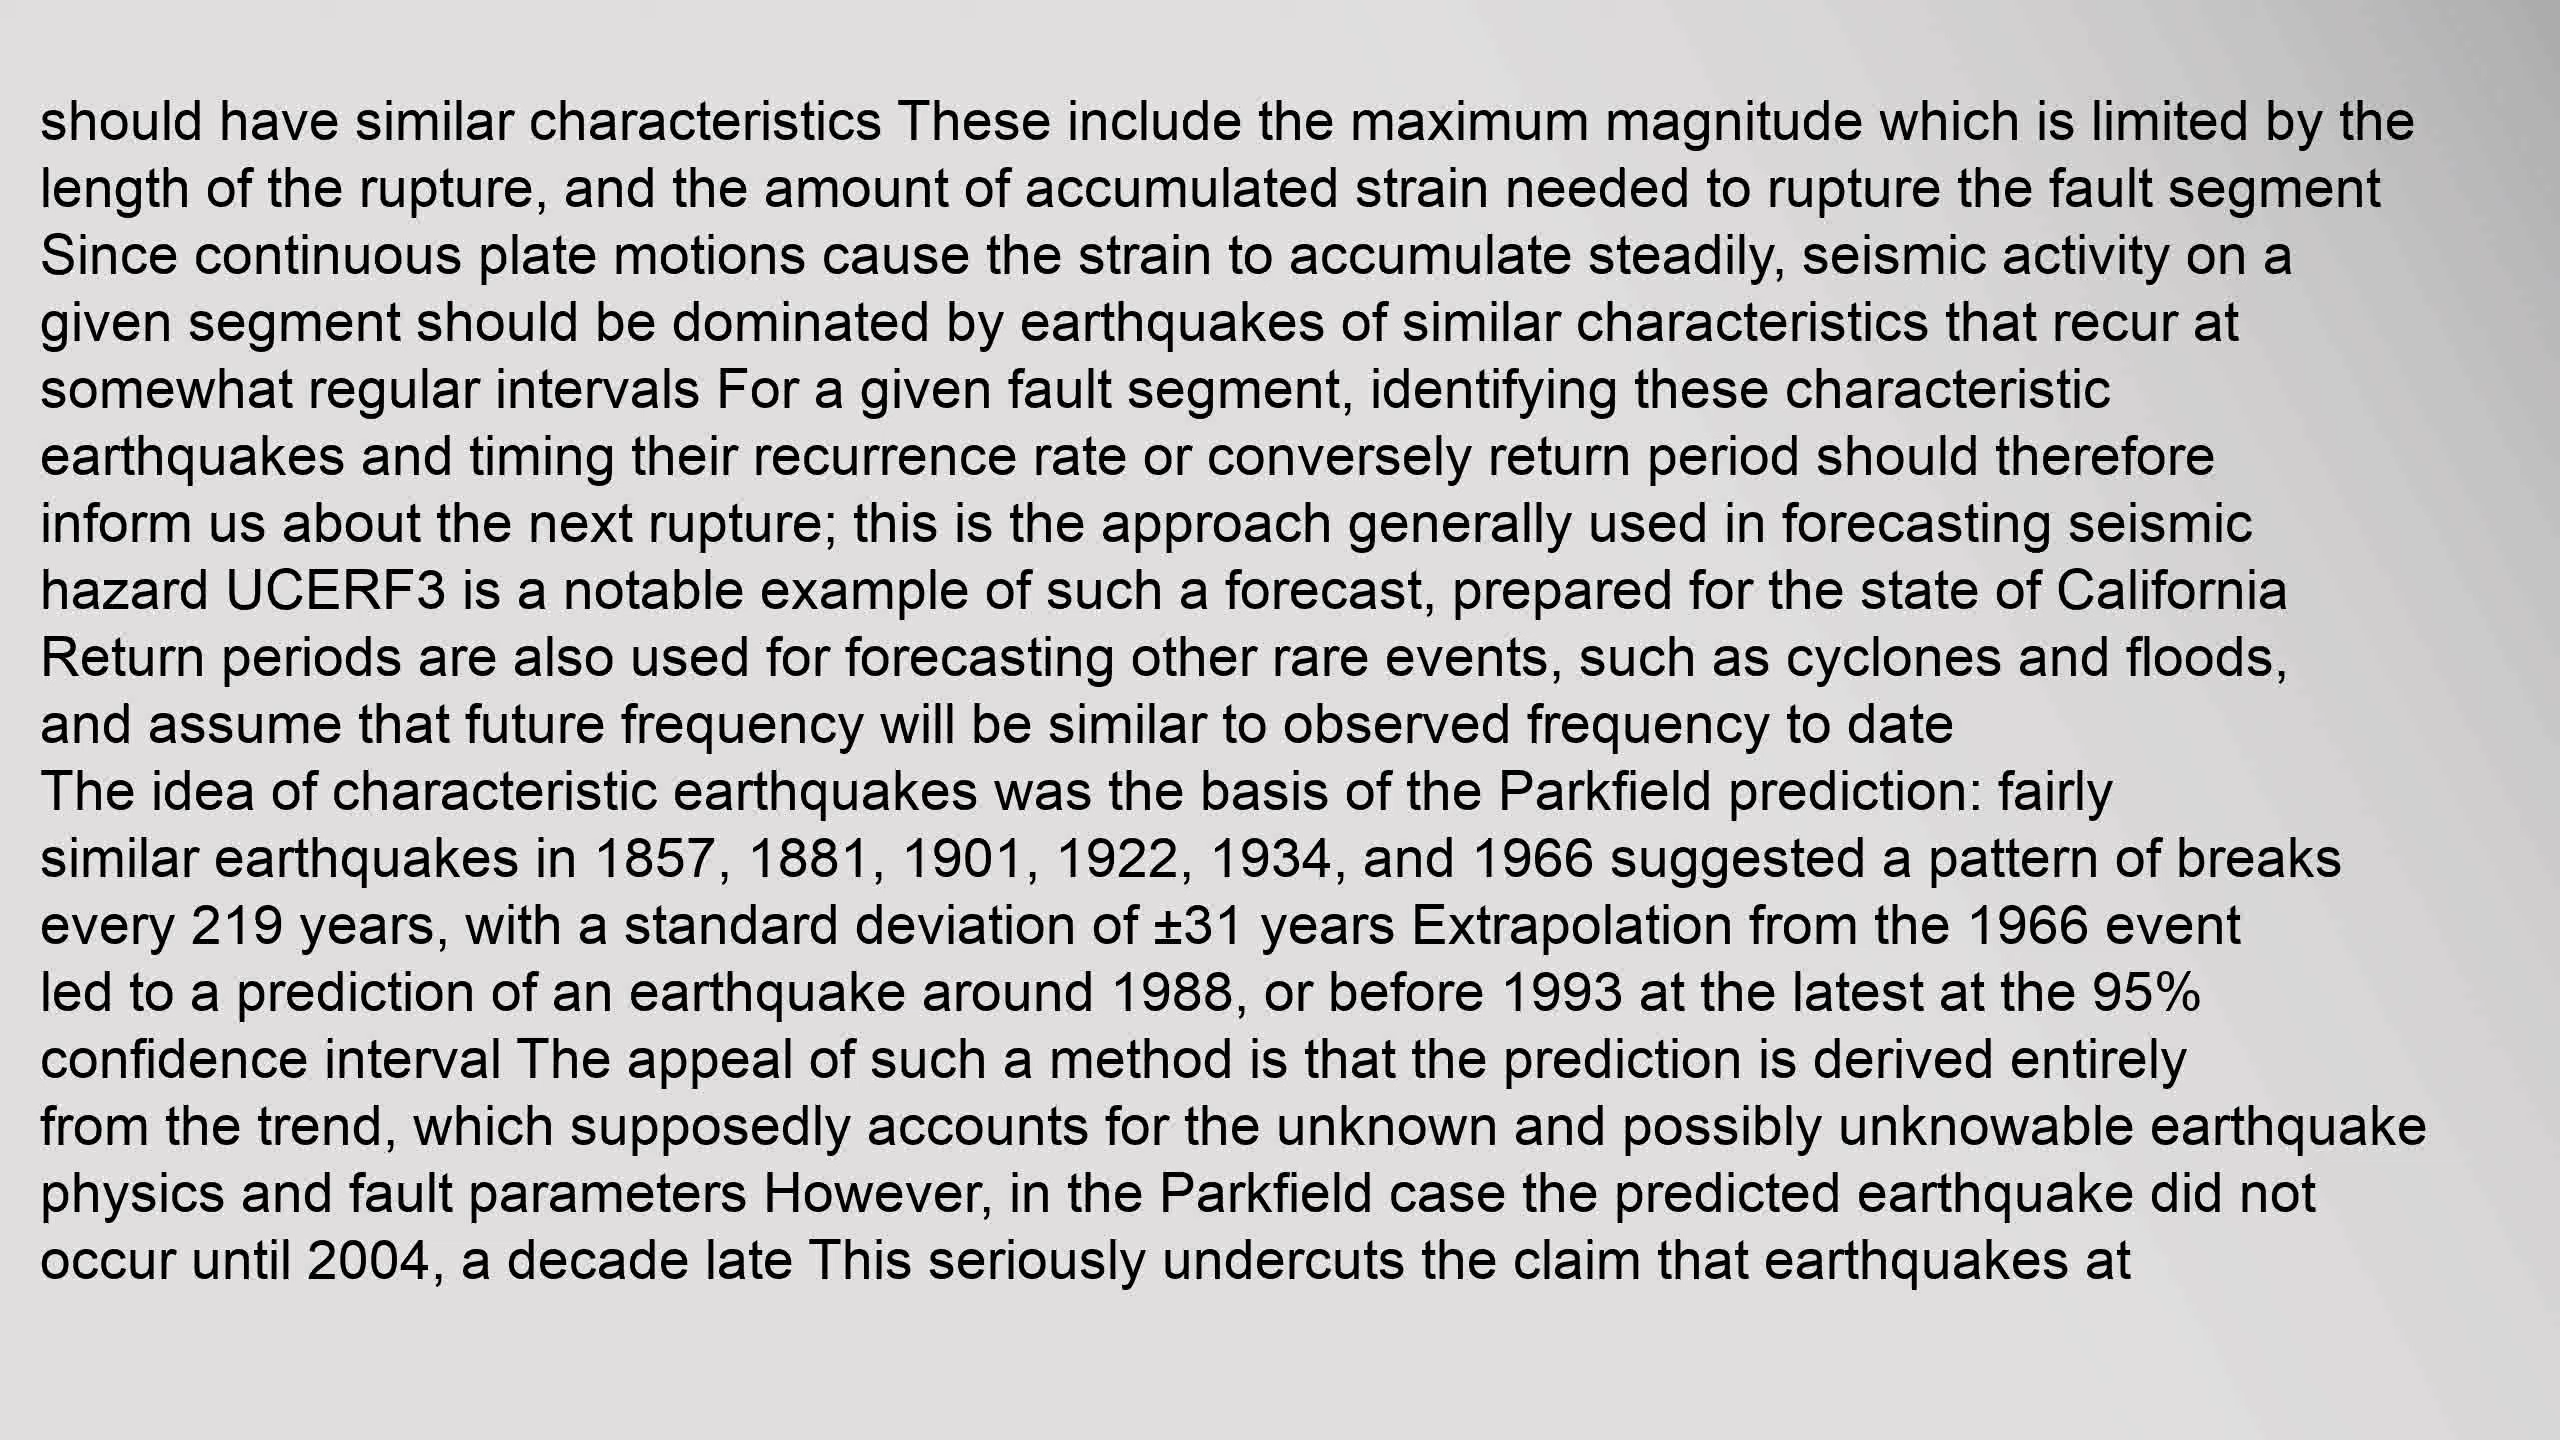 should have similar characteristics These include the maximum magnitude which is limited by the
length of the rupture, and the amount of accumulated strain needed to rupture the fault segment
Since continuous plate motions cause the strain to accumulate steadily, seismic activity on a
given segment should be dominated by earthquakes of similar characteristics that recur at
somewhat regular intervals For a given fault segment, identifying these characteristic
earthquakes and timing their recurrence rate or conversely return period should therefore
inform us about the next rupture; this is the approach generally used in forecasting seismic
hazard UCERF3 is a notable example of such a forecast, prepared for the state of California
Return periods are also used for forecasting other rare events, such as cyclones and floods,
and assume that future frequency will be similar to observed frequency to date
The idea of characteristic earthquakes was the basis of the Parkfield prediction: fairly
similar earthquakes in 1857, 1881, 1901, 1922, 1934, and 1966 suggested a pattern of breaks
every 219 years, with a standard deviation of ±31 years Extrapolation from the 1966 event
led to a prediction of an earthquake around 1988, or before 1993 at the latest at the 95%
confidence interval The appeal of such a method is that the prediction is derived entirely
from the trend, which supposedly accounts for the unknown and possibly unknowable earthquake
physics and fault parameters However, in the Parkfield case the predicted earthquake did not
occur until 2004, a decade late This seriously undercuts the claim that earthquakes at